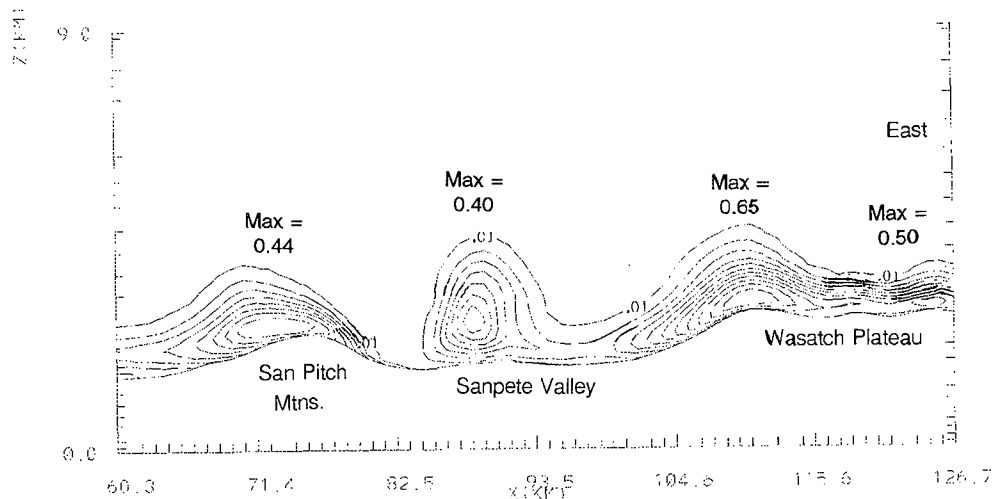 Z(KM)
9.0
East
Max =
0.40
Max =
0.65
Max =
0.44
Max =
0.50
.01
.01
.01
.01
San Pitch
Mtns.
Sanpete Valley
Wasatch Plateau
0.0
60.3
71.4
82.5
93.5
104.6
115.6
126.7
X(KM)